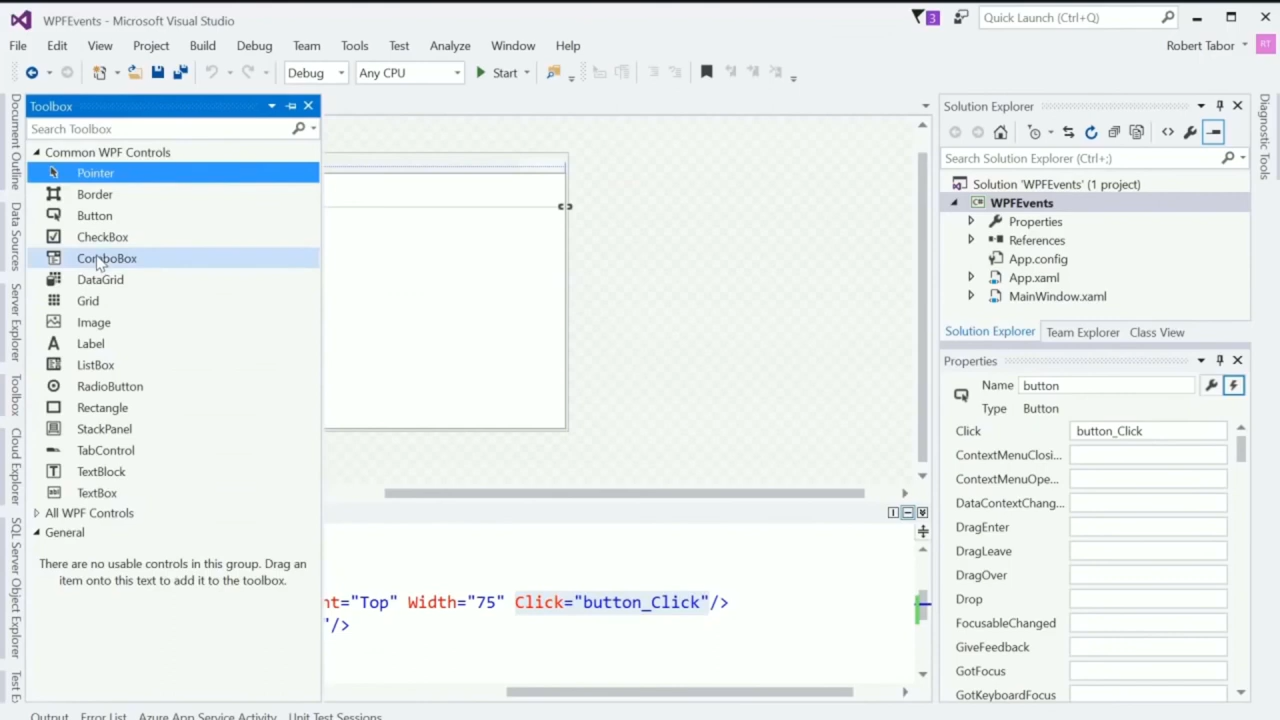 WPFEvents - Microsoft Visual Studio
3
Quick Launch (Ctrl+Q)
File Edit View Project Build Debug Team Tools Test Analyze Window Help
Robert Tabor
RT
Debug Any CPU Start
Document Outline
Data Sources
Server Explorer
Toolbox
Cloud Explorer
SQL Server Object Explorer
Test E
Toolbox
Search Toolbox
Common WPF Controls
Pointer
Border
Button
CheckBox
ComboBox
DataGrid
Grid
Image
Label
ListBox
RadioButton
Rectangle
StackPanel
TabControl
TextBlock
TextBox
All WPF Controls
General
There are no usable controls in this group. Drag an
item onto this text to add it to the toolbox.
nt="Top" Width="75" Click="button_Click"/>
"/>
Solution Explorer
Search Solution Explorer (Ctrl+;)
Solution 'WPFEvents' (1 project)
WPFEvents
Properties
References
App.config
App.xaml
MainWindow.xaml
Solution Explorer Team Explorer Class View
Properties
Name button
Type Button
Click button_Click
ContextMenuClosi...
ContextMenuOpe...
DataContextChang...
DragEnter
DragLeave
DragOver
Drop
FocusableChanged
GiveFeedback
GotFocus
GotKeyboardFocus
Diagnostic Tools
Output Error List Azure App Service Activity Unit Test Sessions